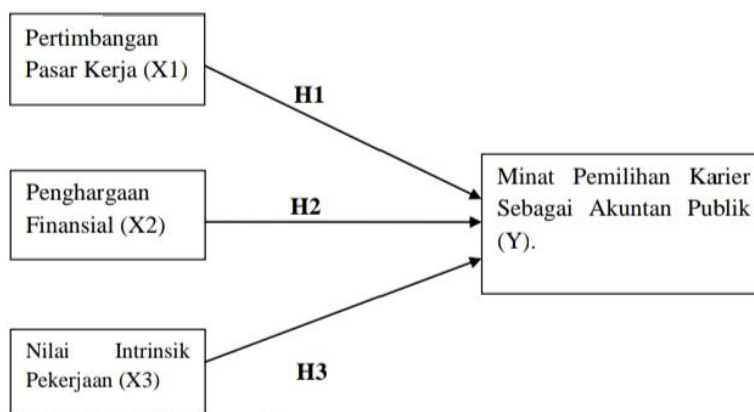 Pertimbangan
Pasar Kerja (X1)
H1
Penghargaan
Finansial (X2)
H2
Minat Pemilihan Karier
Sebagai Akuntan Publik
(Y).
Nilai Intrinsik
Pekerjaan (X3)
H3